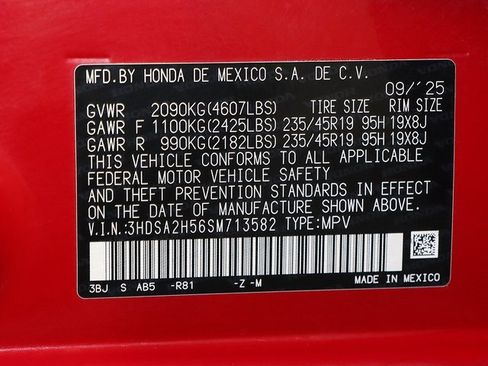 MFD.BY HONDA DE MEXICO S.A. DE C.V.
09/'25
GVWR 2090KG(4607LBS) TIRE SIZE RIM SIZE
GAWR F 1100KG(2425LBS) 235/45R19 95H 19X8J
GAWR R 990KG(2182LBS) 235/45R19 95H 19X8J
THIS VEHICLE CONFORMS TO ALL APPLICABLE
FEDERAL MOTOR VEHICLE SAFETY
AND THEFT PREVENTION STANDARDS IN EFFECT
ON THE DATE OF MANUFACTURE SHOWN ABOVE.
V.I.N.:3HDSA2H56SM713582 TYPE:MPV
3BJ S AB5 -R81 -Z -M
MADE IN MEXICO